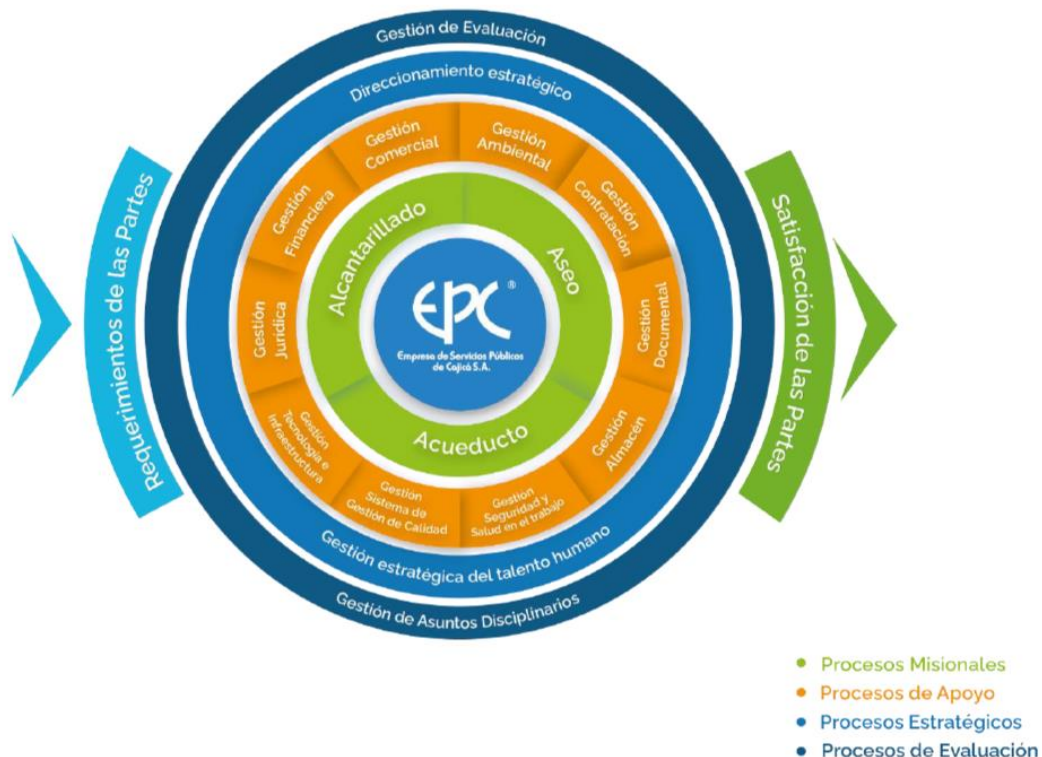 Gestión de Evaluación
Direccionamiento estratégico
Gestión
Comercial
Gestión
Ambiental
Gestión
Contratación
Gestión
Documental
Gestión
Almacén
Gestión
Seguridad y
Salud en el trabajo
Gestión
Sistema de
Gestión de Calidad
Gestión
Tecnología e
Infraestructura
Gestión
Jurídica
Gestión
Financiera
Alcantarillado
Aseo
Acueducto
EPC®
Empresa de Servicios Públicos
de Cajicá S.A.
Requerimientos de las Partes
Satisfacción de las Partes
Gestión estratégica del talento humano
Gestión de Asuntos Disciplinarios
Procesos Misionales
Procesos de Apoyo
Procesos Estratégicos
Procesos de Evaluación